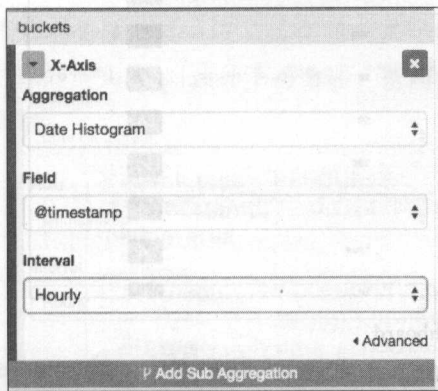 buckets
X-Axis
Aggregation
Date Histogram
Field
@timestamp
Interval
Hourly
Advanced
Add Sub Aggregation